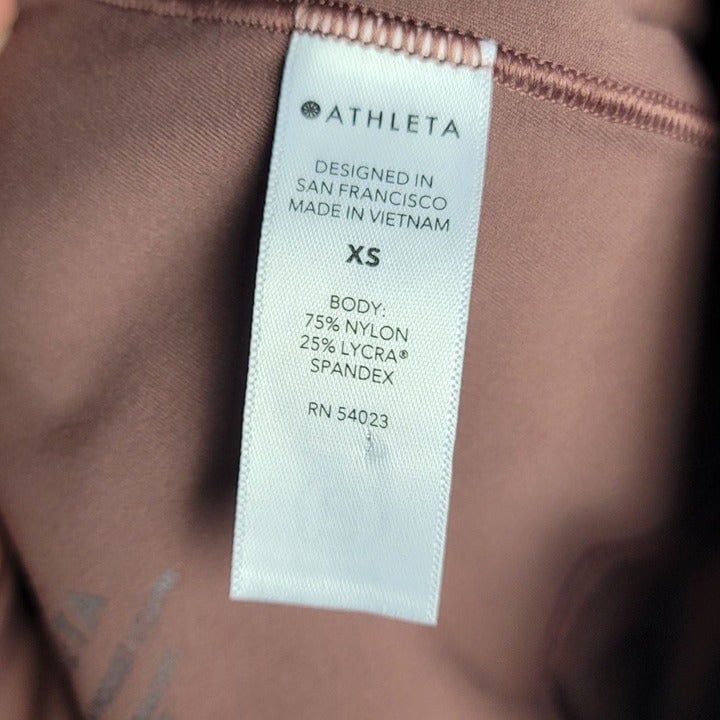 ATHLETA
DESIGNED IN
SAN FRANCISCO
MADE IN VIETNAM
XS
BODY:
75% NYLON
25% LYCRA®
SPANDEX
RN 54023